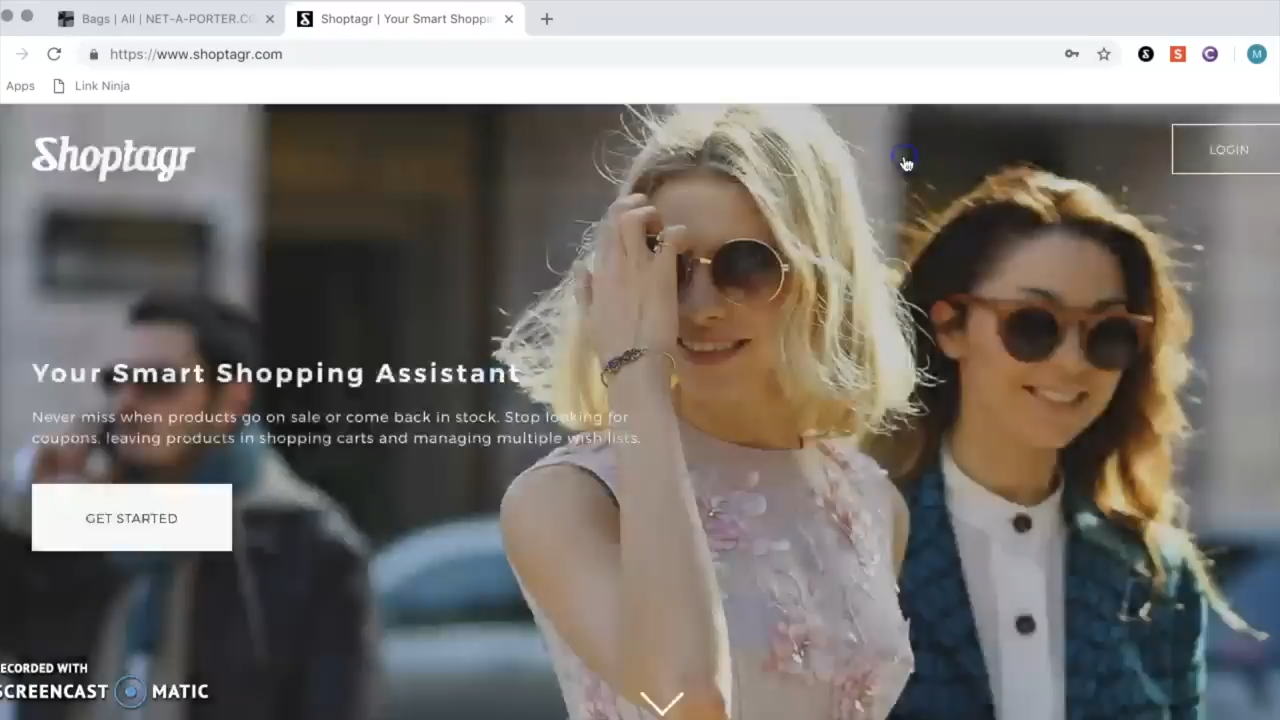 Bags | All | NET-A-PORTER.CO
Shoptagr | Your Smart Shoppin
https://www.shoptagr.com
S
C
M
Apps
Link Ninja
Shoptagr
LOGIN
Your Smart Shopping Assistant
Never miss when products go on sale or come back in stock. Stop looking for
coupons, leaving products in shopping carts and managing multiple wish lists.
GET STARTED
ECORDED WITH
SCREENCAST MATIC